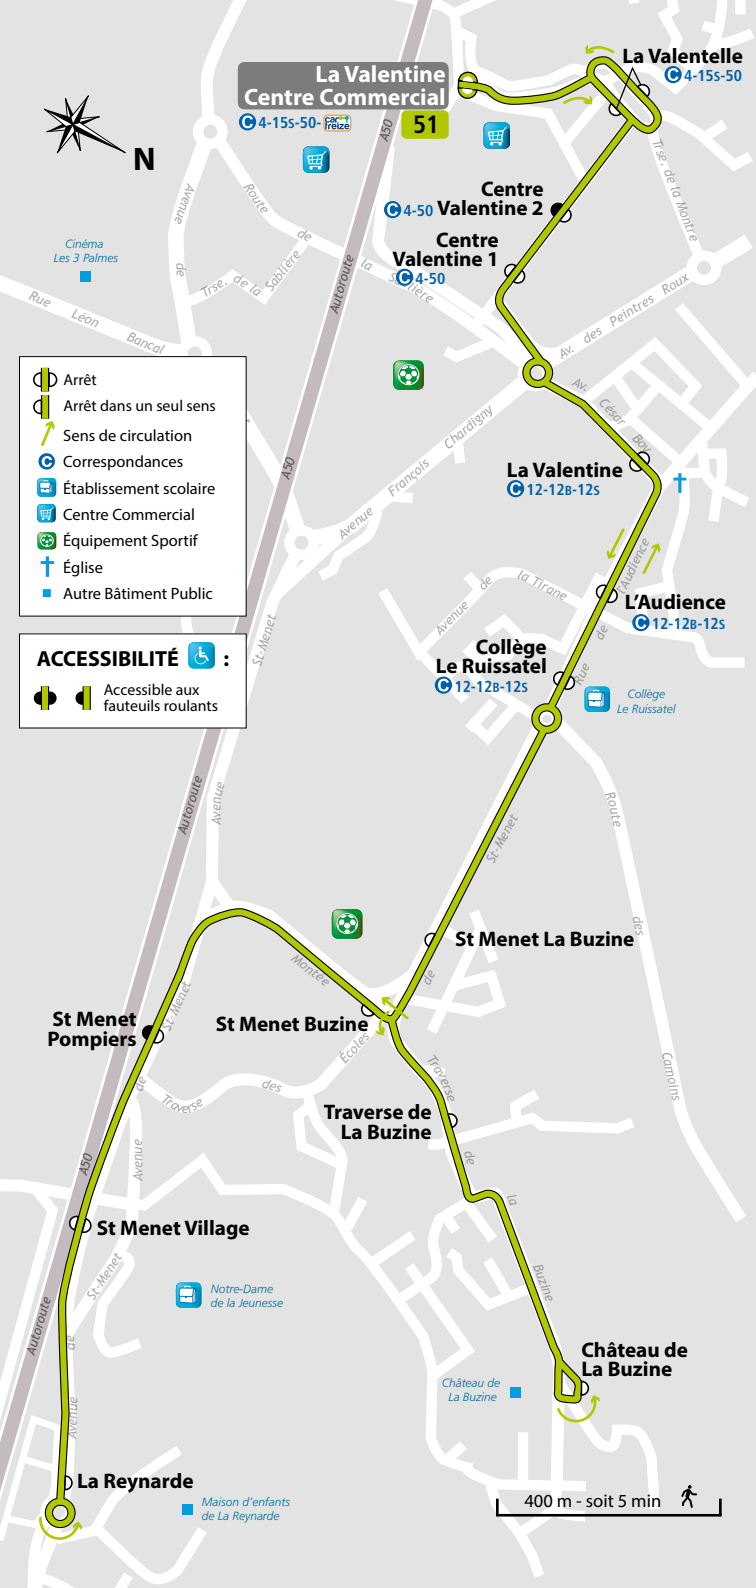 La Valentine
Centre Commercial
C 4-15s-50- cartreize
51
La Valentelle
C 4-15s-50
N
A50
Avenue
de
Route
de
la
Sablière
Trse. de la
Sablière
Autoroute
Trse. de la Montre
Centre
Valentine 2
C 4-50
Centre
Valentine 1
C 4-50
Cinéma
Les 3 Palmes
Rue Léon Bancal
Av. des Peintres Roux
Av. César Boy
Arrêt
Arrêt dans un seul sens
Sens de circulation
C Correspondances
Établissement scolaire
Centre Commercial
Équipement Sportif
Église
Autre Bâtiment Public
ACCESSIBILITÉ :
Accessible aux
fauteuils roulants
A50
Avenue François Chardigny
La Valentine
C 12-12B-12s
Avenue de la Tirane
Rue de l'Audience
L'Audience
C 12-12B-12s
Collège
Le Ruissatel
C 12-12B-12s
Collège
Le Ruissatel
St-Menet
Autoroute
Avenue
St-Menet
de
Route
des
Camoins
St Menet La Buzine
Montée
St Menet Buzine
St Menet
Pompiers
St-Menet
de
Avenue
Traverse
des
Écoles
Traverse
de
la
Buzine
Traverse de
La Buzine
A50
St Menet Village
St-Menet
Notre-Dame
de la Jeunesse
Autoroute
de
Avenue
Château de
La Buzine
Château de
La Buzine
La Reynarde
Maison d'enfants
de La Reynarde
400 m - soit 5 min